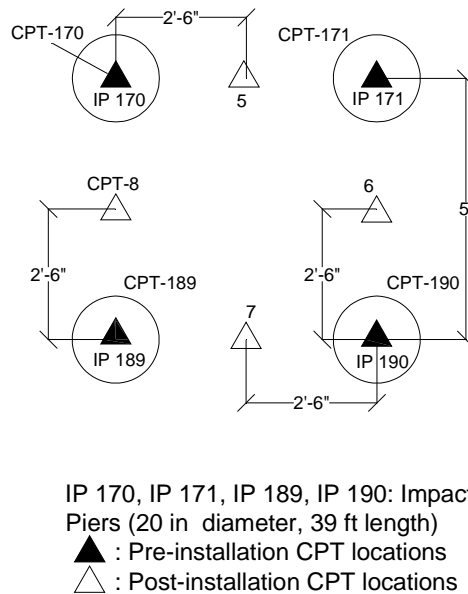 2'-6"
CPT-170
CPT-171
IP 170
5
IP 171
CPT-8
6
5
2'-6"
2'-6"
CPT-189
CPT-190
7
IP 189
IP 190
2'-6"
IP 170, IP 171, IP 189, IP 190: Impact
Piers (20 in diameter, 39 ft length)
: Pre-installation CPT locations
: Post-installation CPT locations